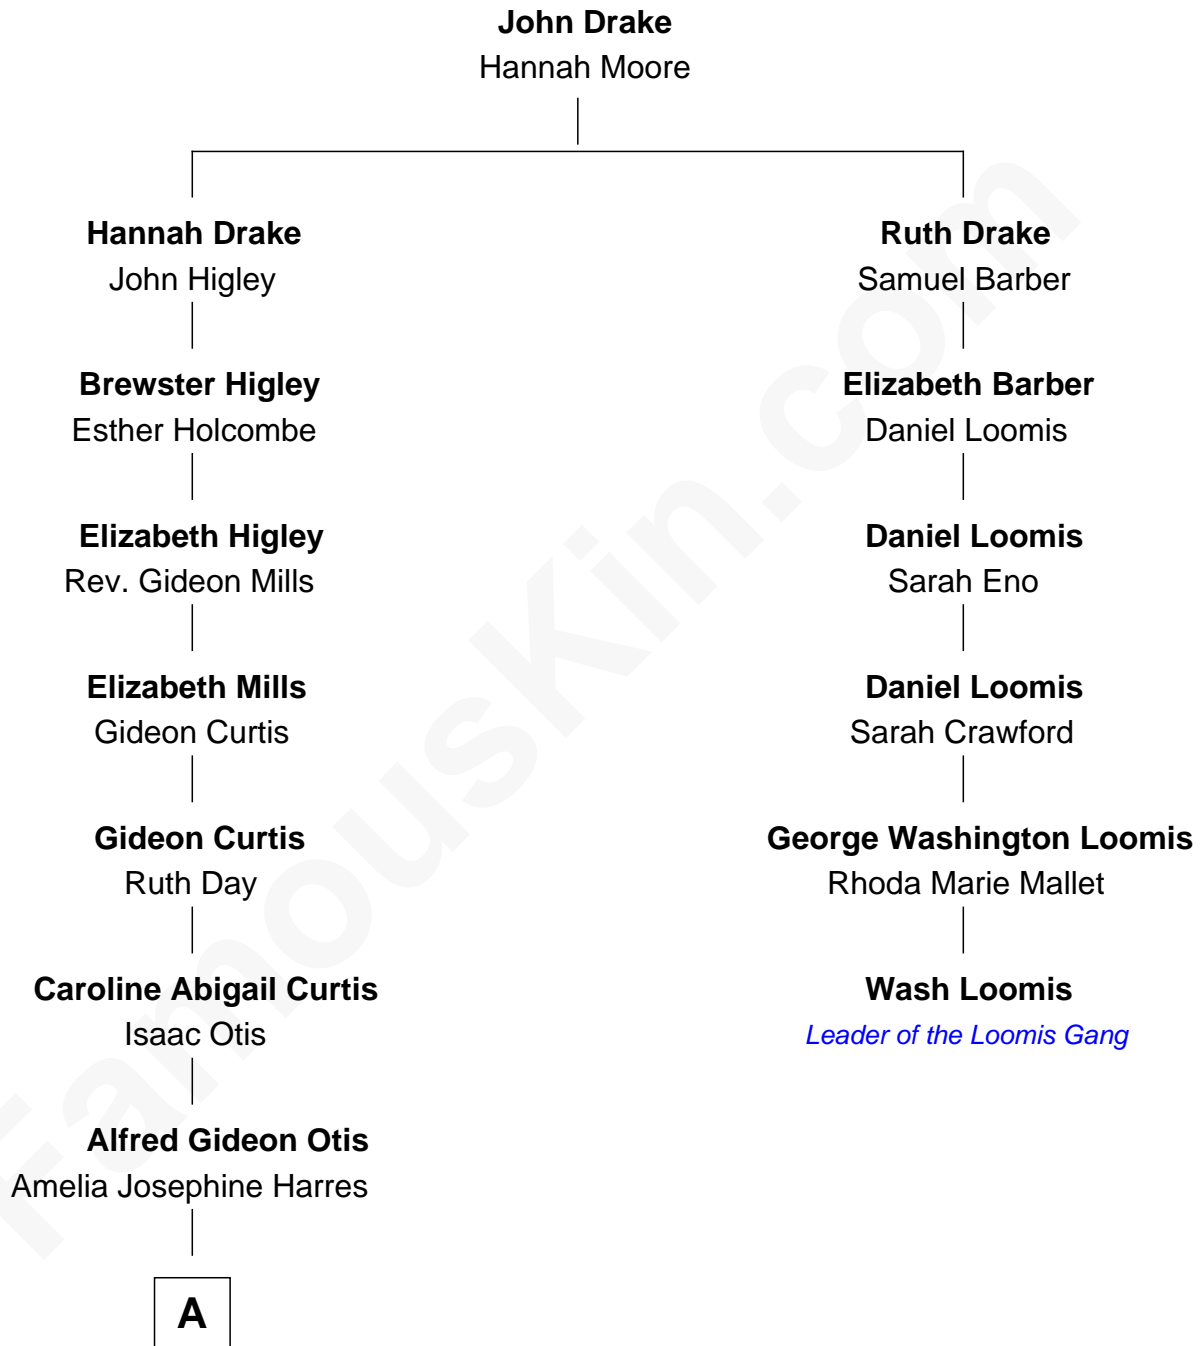 John Drake
Hannah Moore
Hannah Drake
John Higley
Ruth Drake
Samuel Barber
Brewster Higley
Esther Holcombe
Elizabeth Barber
Daniel Loomis
Elizabeth Higley
Rev. Gideon Mills
Daniel Loomis
Sarah Eno
Elizabeth Mills
Gideon Curtis
Daniel Loomis
Sarah Crawford
Gideon Curtis
Ruth Day
George Washington Loomis
Rhoda Marie Mallet
Caroline Abigail Curtis
Isaac Otis
Wash Loomis
Leader of the Loomis Gang
Alfred Gideon Otis
Amelia Josephine Harres
A
FamousKin.com